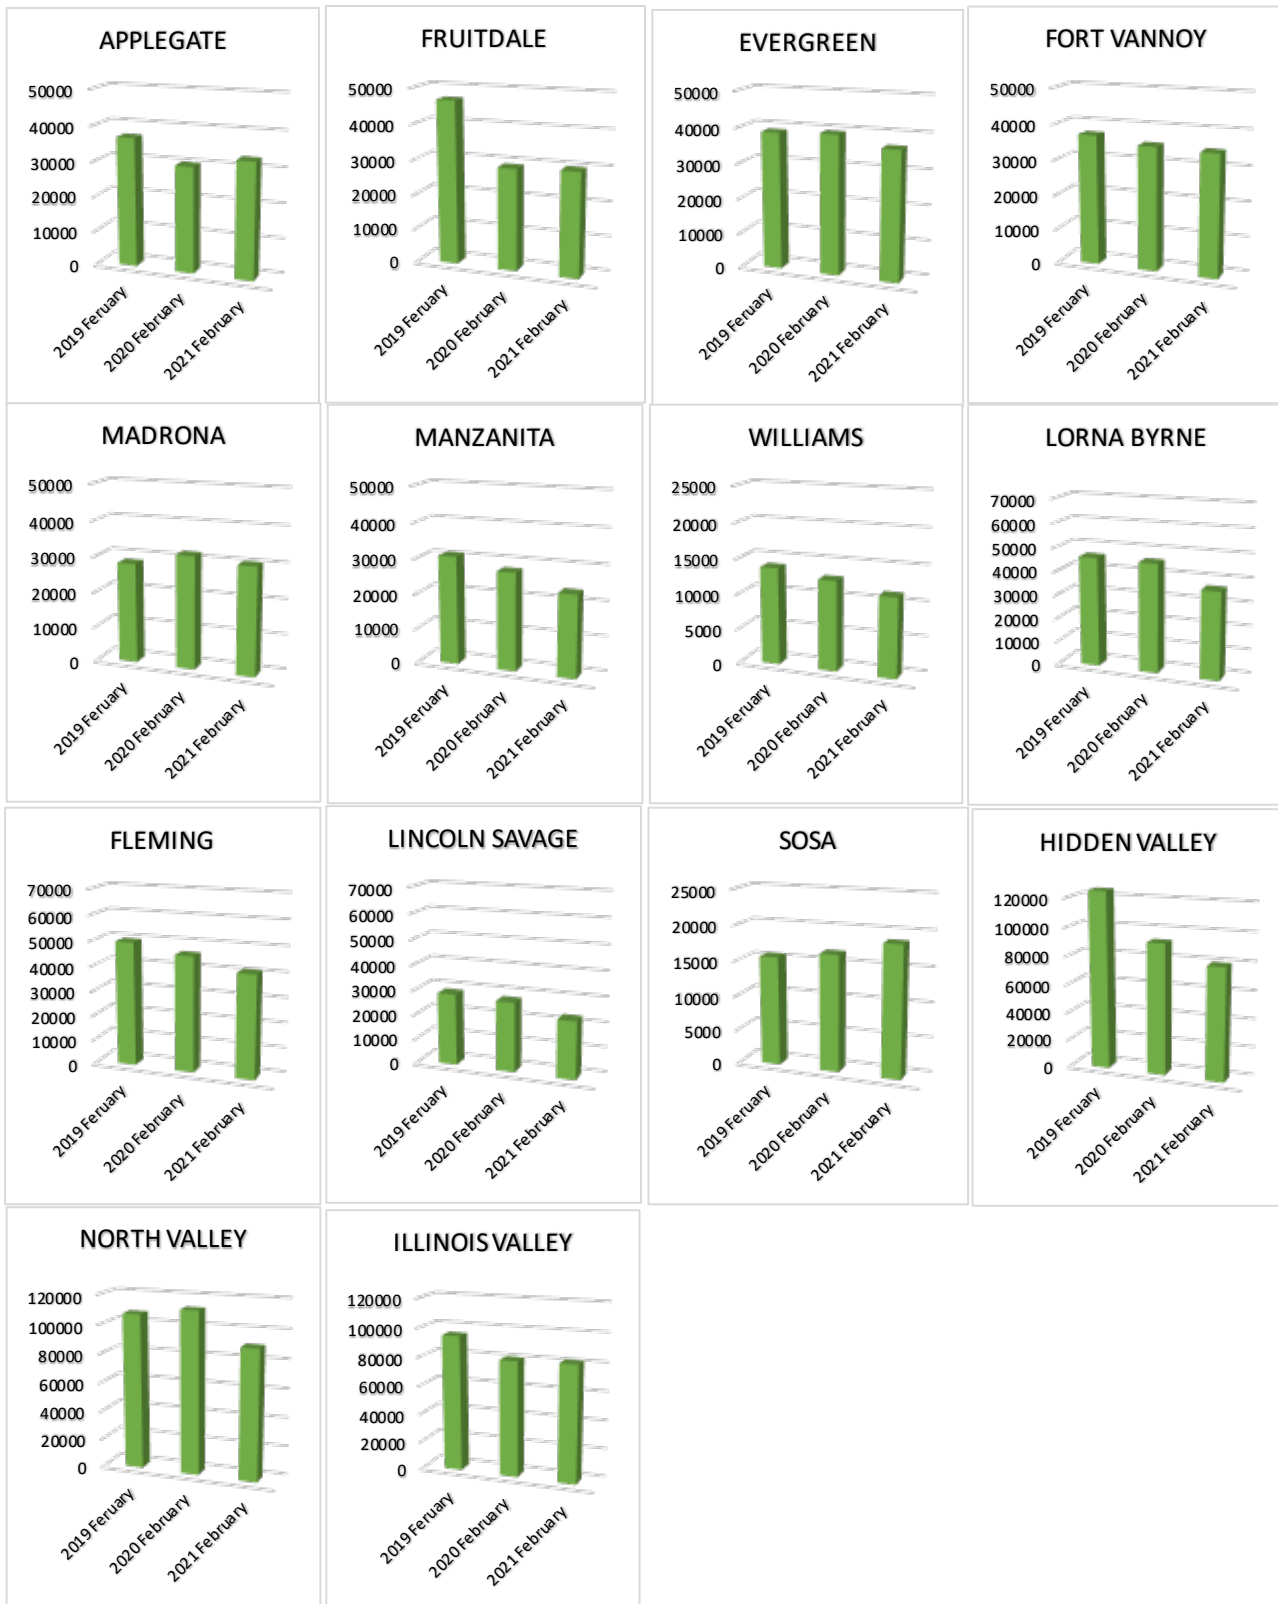 APPLEGATE
50000
40000
30000
20000
10000
0
2019 Feruary
2020 February
2021 February
FRUITDALE
50000
40000
30000
20000
10000
0
2019 Feruary
2020 February
2021 February
EVERGREEN
50000
40000
30000
20000
10000
0
2019 Feruary
2020 February
2021 February
FORT VANNOY
50000
40000
30000
20000
10000
0
2019 Feruary
2020 February
2021 February
MADRONA
50000
40000
30000
20000
10000
0
2019 Feruary
2020 February
2021 February
MANZANITA
50000
40000
30000
20000
10000
0
2019 Feruary
2020 February
2021 February
WILLIAMS
25000
20000
15000
10000
5000
0
2019 Feruary
2020 February
2021 February
LORNA BYRNE
70000
60000
50000
40000
30000
20000
10000
0
2019 Feruary
2020 February
2021 February
FLEMING
70000
60000
50000
40000
30000
20000
10000
0
2019 Feruary
2020 February
2021 February
LINCOLN SAVAGE
70000
60000
50000
40000
30000
20000
10000
0
2019 Feruary
2020 February
2021 February
SOSA
25000
20000
15000
10000
5000
0
2019 Feruary
2020 February
2021 February
HIDDEN VALLEY
120000
100000
80000
60000
40000
20000
0
2019 Feruary
2020 February
2021 February
NORTH VALLEY
120000
100000
80000
60000
40000
20000
0
2019 Feruary
2020 February
2021 February
ILLINOIS VALLEY
120000
100000
80000
60000
40000
20000
0
2019 Feruary
2020 February
2021 February